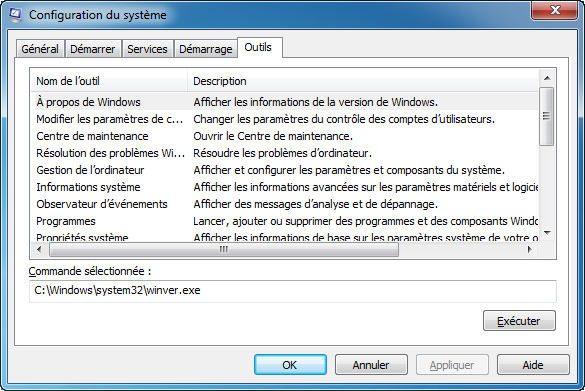 Configuration du système
Général Démarrer Services Démarrage Outils
Nom de l'outil Description
À propos de Windows Afficher les informations de la version de Windows.
Modifier les paramètres de c... Changer les paramètres du contrôle des comptes d'utilisateurs.
Centre de maintenance Ouvrir le Centre de maintenance.
Résolution des problèmes Wi... Résoudre les problèmes d'ordinateur.
Gestion de l'ordinateur Afficher et configurer les paramètres et composants du système.
Informations système Afficher les informations avancées sur les paramètres matériels et logicie
Observateur d'événements Afficher des messages d'analyse et de dépannage.
Programmes Lancer, ajouter ou supprimer des programmes et des composants Windo
Propriétés système Afficher les informations de base sur les paramètres système de votre o
Commande sélectionnée :
C:\Windows\system32\winver.exe
Exécuter
OK Annuler Appliquer Aide